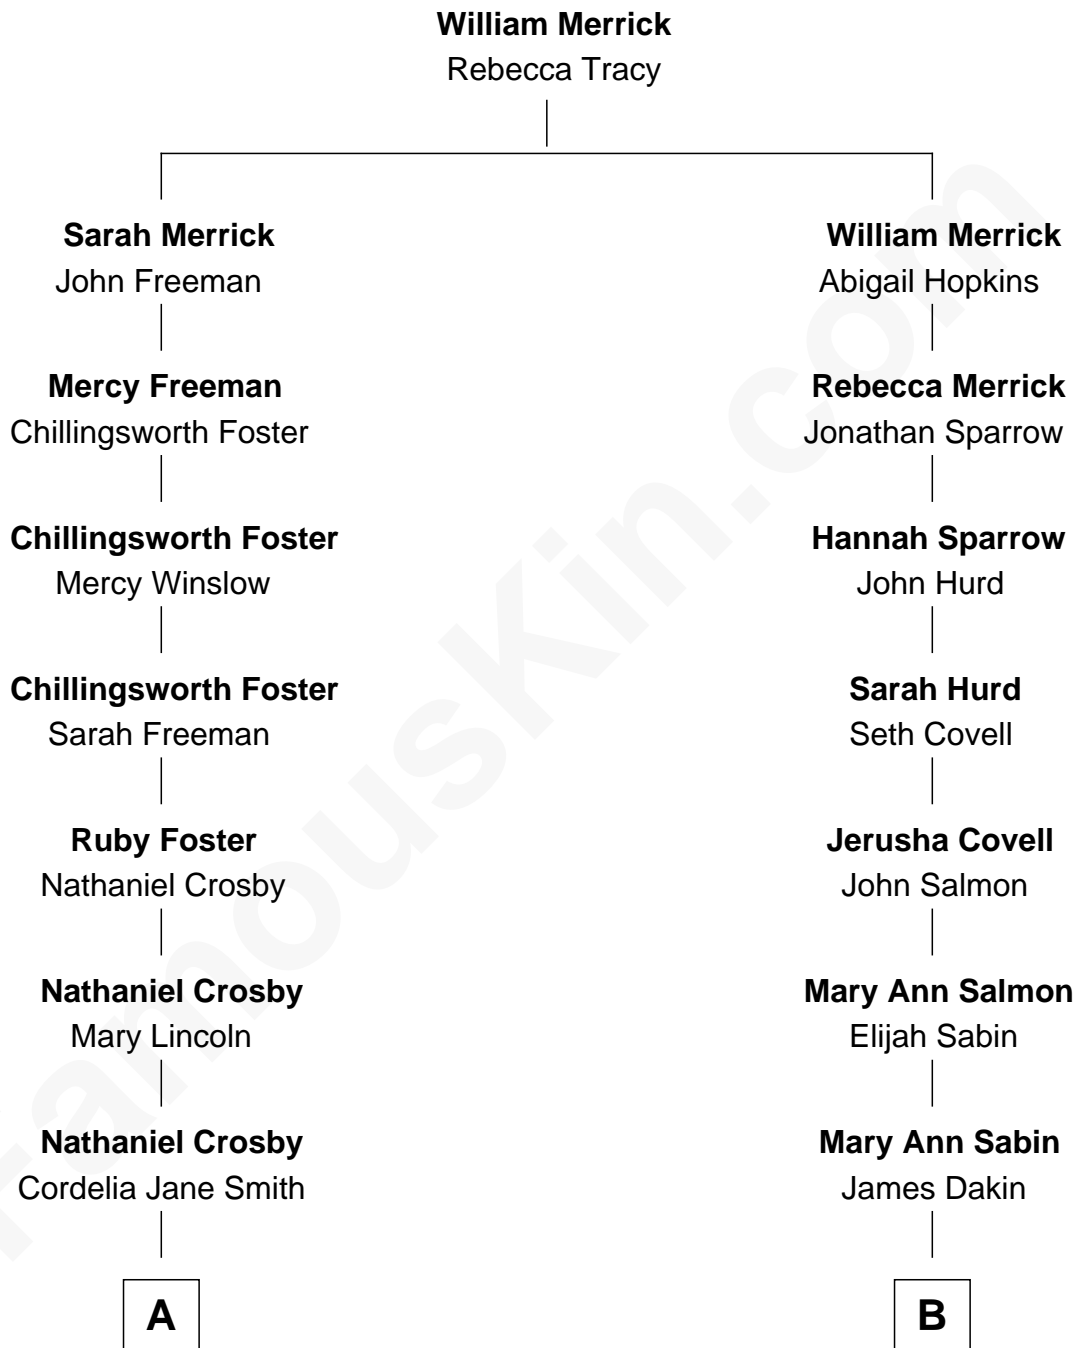 William Merrick
Rebecca Tracy
Sarah Merrick
John Freeman
William Merrick
Abigail Hopkins
Mercy Freeman
Chillingsworth Foster
Rebecca Merrick
Jonathan Sparrow
Chillingsworth Foster
Mercy Winslow
Hannah Sparrow
John Hurd
Chillingsworth Foster
Sarah Freeman
Sarah Hurd
Seth Covell
Ruby Foster
Nathaniel Crosby
Jerusha Covell
John Salmon
Nathaniel Crosby
Mary Lincoln
Mary Ann Salmon
Elijah Sabin
Nathaniel Crosby
Cordelia Jane Smith
Mary Ann Sabin
James Dakin
A
B
FamousKin.com